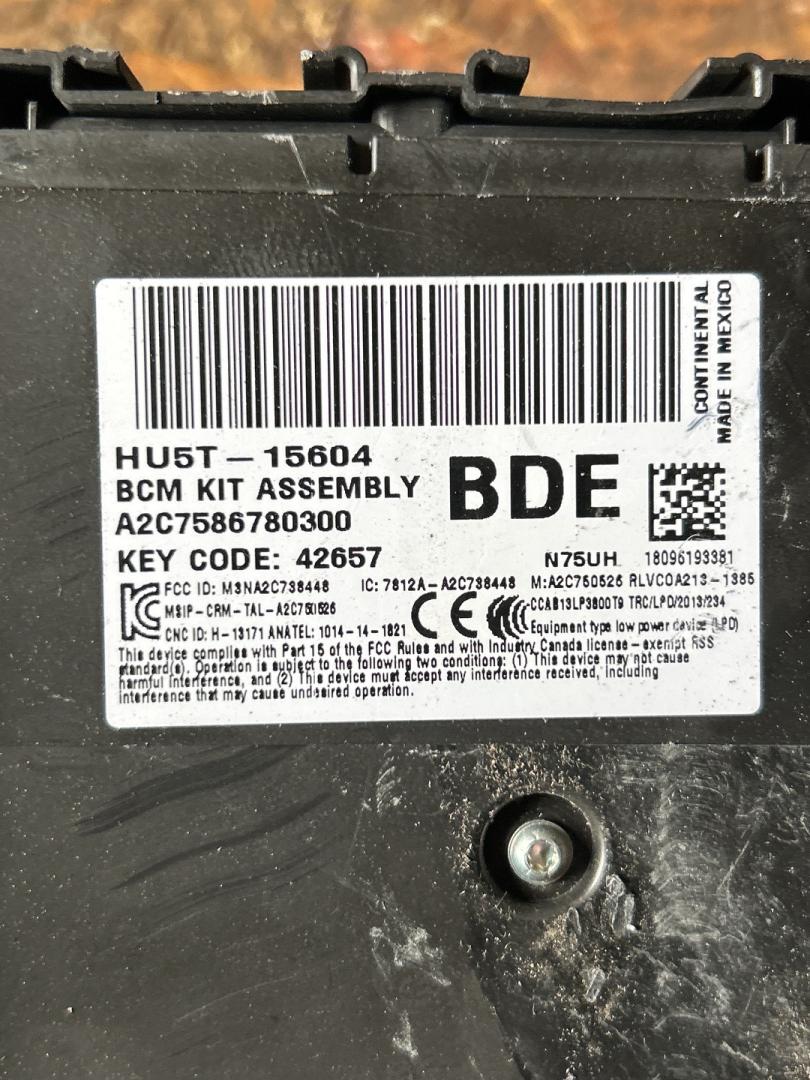 CONTINENTAL
MADE IN MEXICO
HU5T-15604
BCM KIT ASSEMBLY
BDE
A2C7586780300
KEY CODE: 42657
N75UH 18096193381
FCC ID: M3NA2C738448 IC: 7812A-A2C738448 M:A2C750526 RLVCOA213-1385
MSIP-CRM-TAL-A2C750526
CCAB13LP3800T9 TRC/LPD/2013/234
CNC ID: H-13171 ANATEL: 1014-14-1821
CE
Equipment type low power device (LPD)
This device complies with Part 15 of the FCC Rules and with Industry Canada license-exempt RSS
standard(s). Operation is subject to the following two conditions: (1) This device may not cause
harmful interference, and (2) This device must accept any interference received, including
interference that may cause undesired operation.